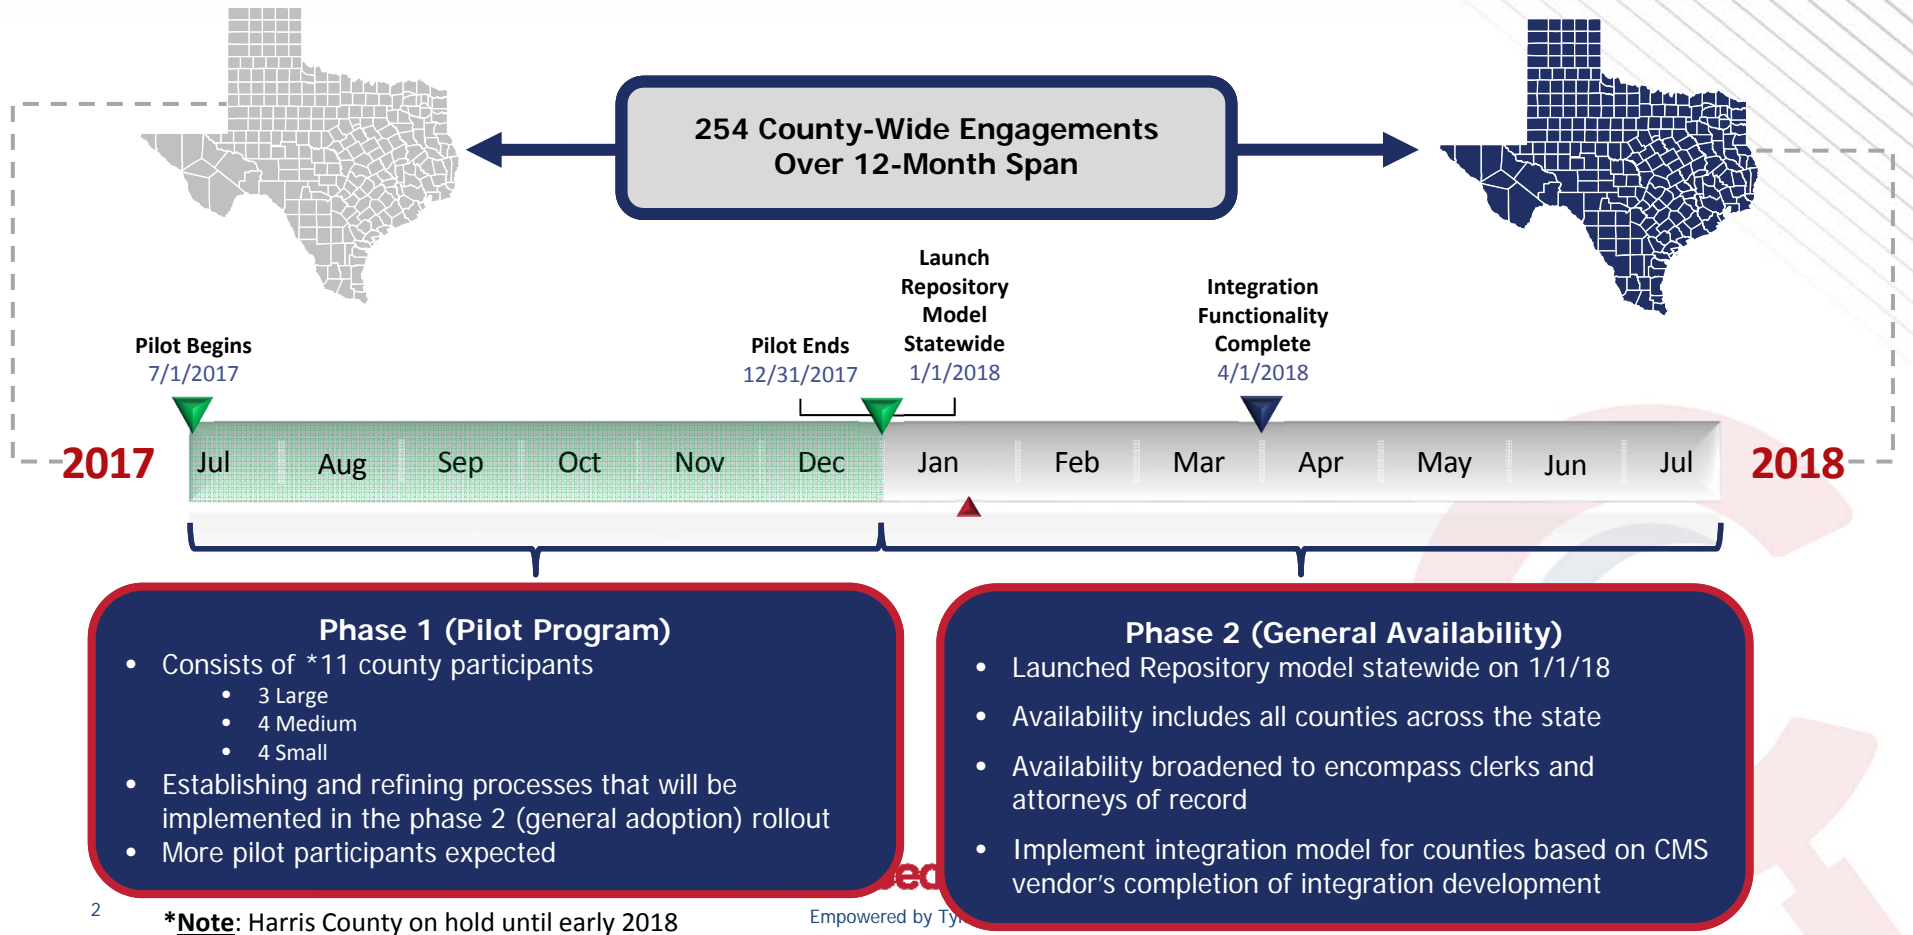 254 County-Wide Engagements
Over 12-Month Span
Pilot Begins
7/1/2017
Pilot Ends
12/31/2017
Launch
Repository
Model
Statewide
1/1/2018
Integration
Functionality
Complete
4/1/2018
2017 Jul Aug Sep Oct Nov Dec Jan Feb Mar Apr May Jun Jul 2018
Phase 1 (Pilot Program)
• Consists of *11 county participants
• 3 Large
• 4 Medium
• 4 Small
• Establishing and refining processes that will be
implemented in the phase 2 (general adoption) rollout
• More pilot participants expected
Phase 2 (General Availability)
• Launched Repository model statewide on 1/1/18
• Availability includes all counties across the state
• Availability broadened to encompass clerks and
attorneys of record
• Implement integration model for counties based on CMS
vendor's completion of integration development
2
*Note: Harris County on hold until early 2018
Empowered by